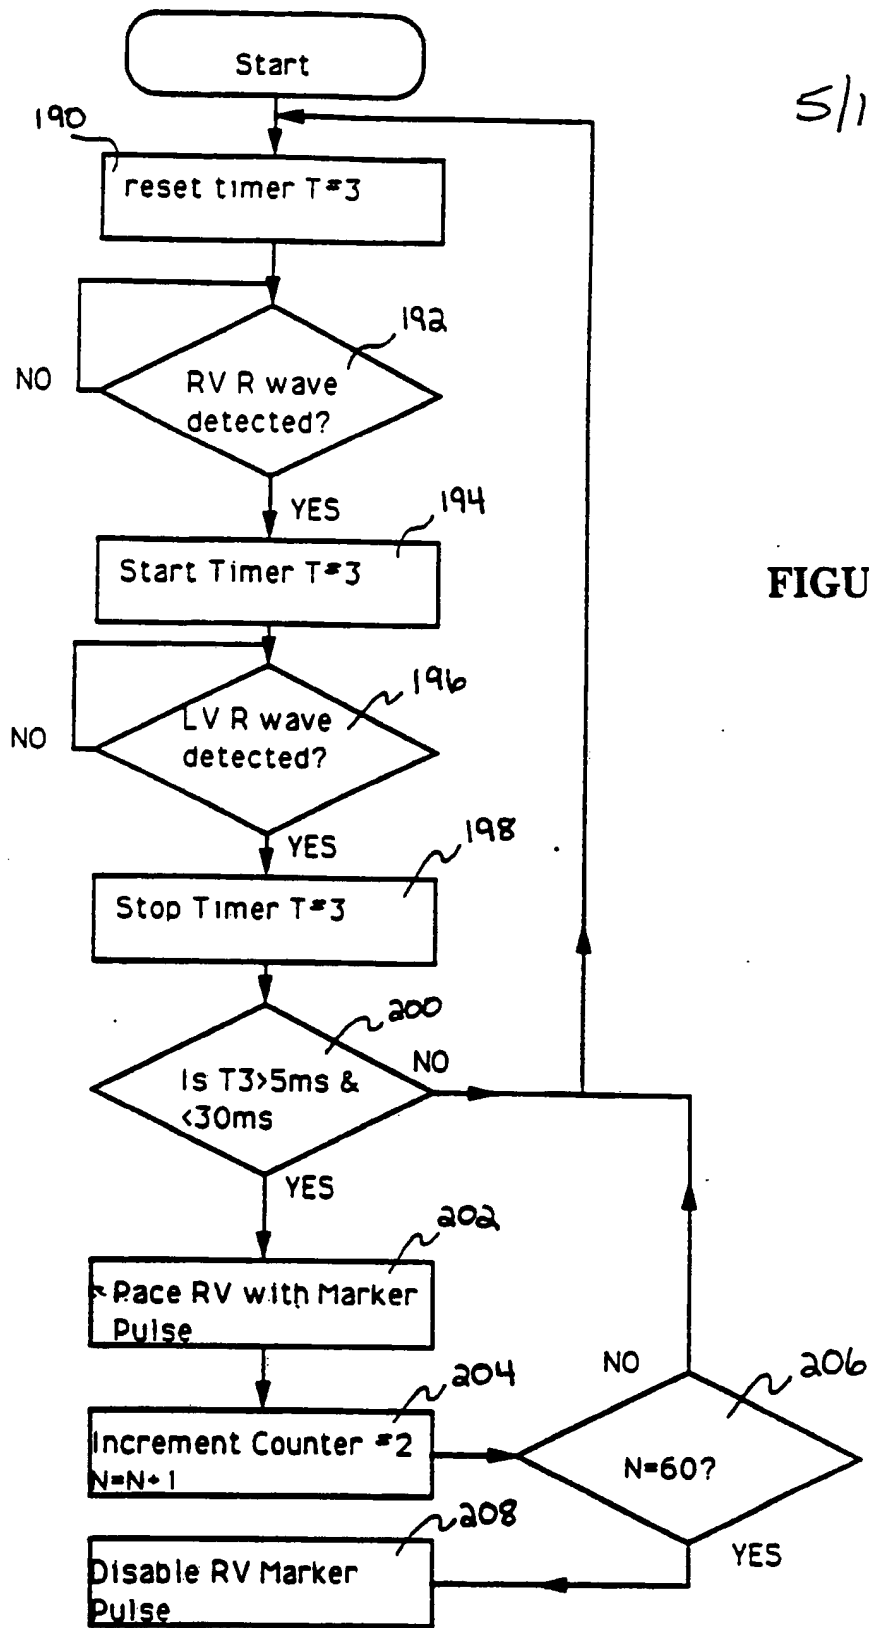 Start
5/1
190
reset timer T#3
192
RV R wave
detected?
NO
YES
194
Start Timer T#3
FIGU
196
LV R wave
detected?
NO
YES
198
Stop Timer T#3
200
NO
Is T3>5ms &
<30ms
YES
202
Pace RV with Marker
Pulse
204
NO
206
Increment Counter #2
N=N+1
N=60?
208
YES
Disable RV Marker
Pulse